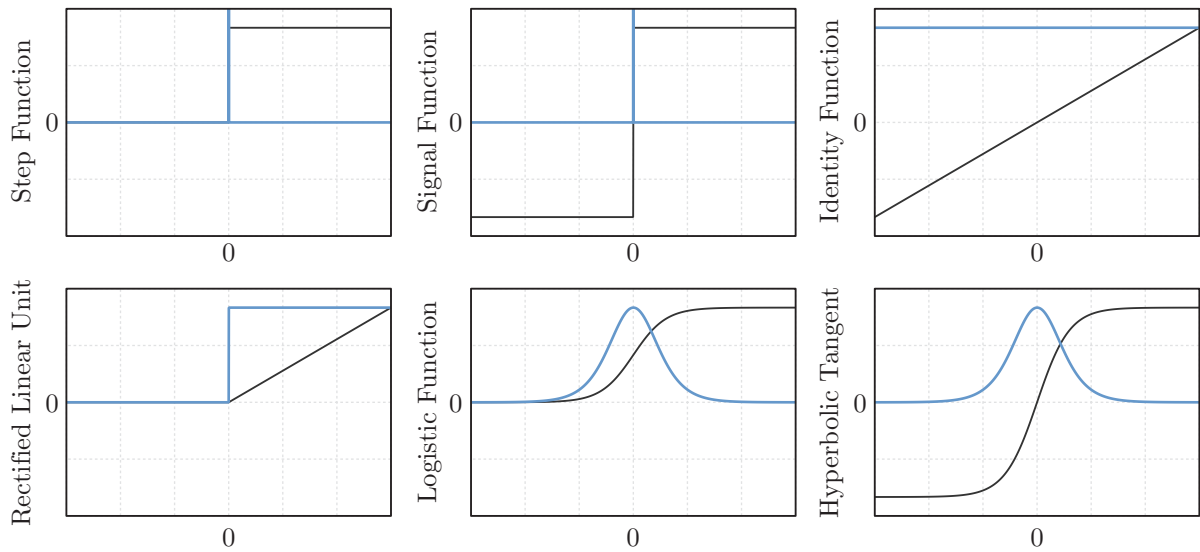 Step Function
0
0
Signal Function
0
0
Identity Function
0
0
Rectified Linear Unit
0
0
Logistic Function
0
0
Hyperbolic Tangent
0
0